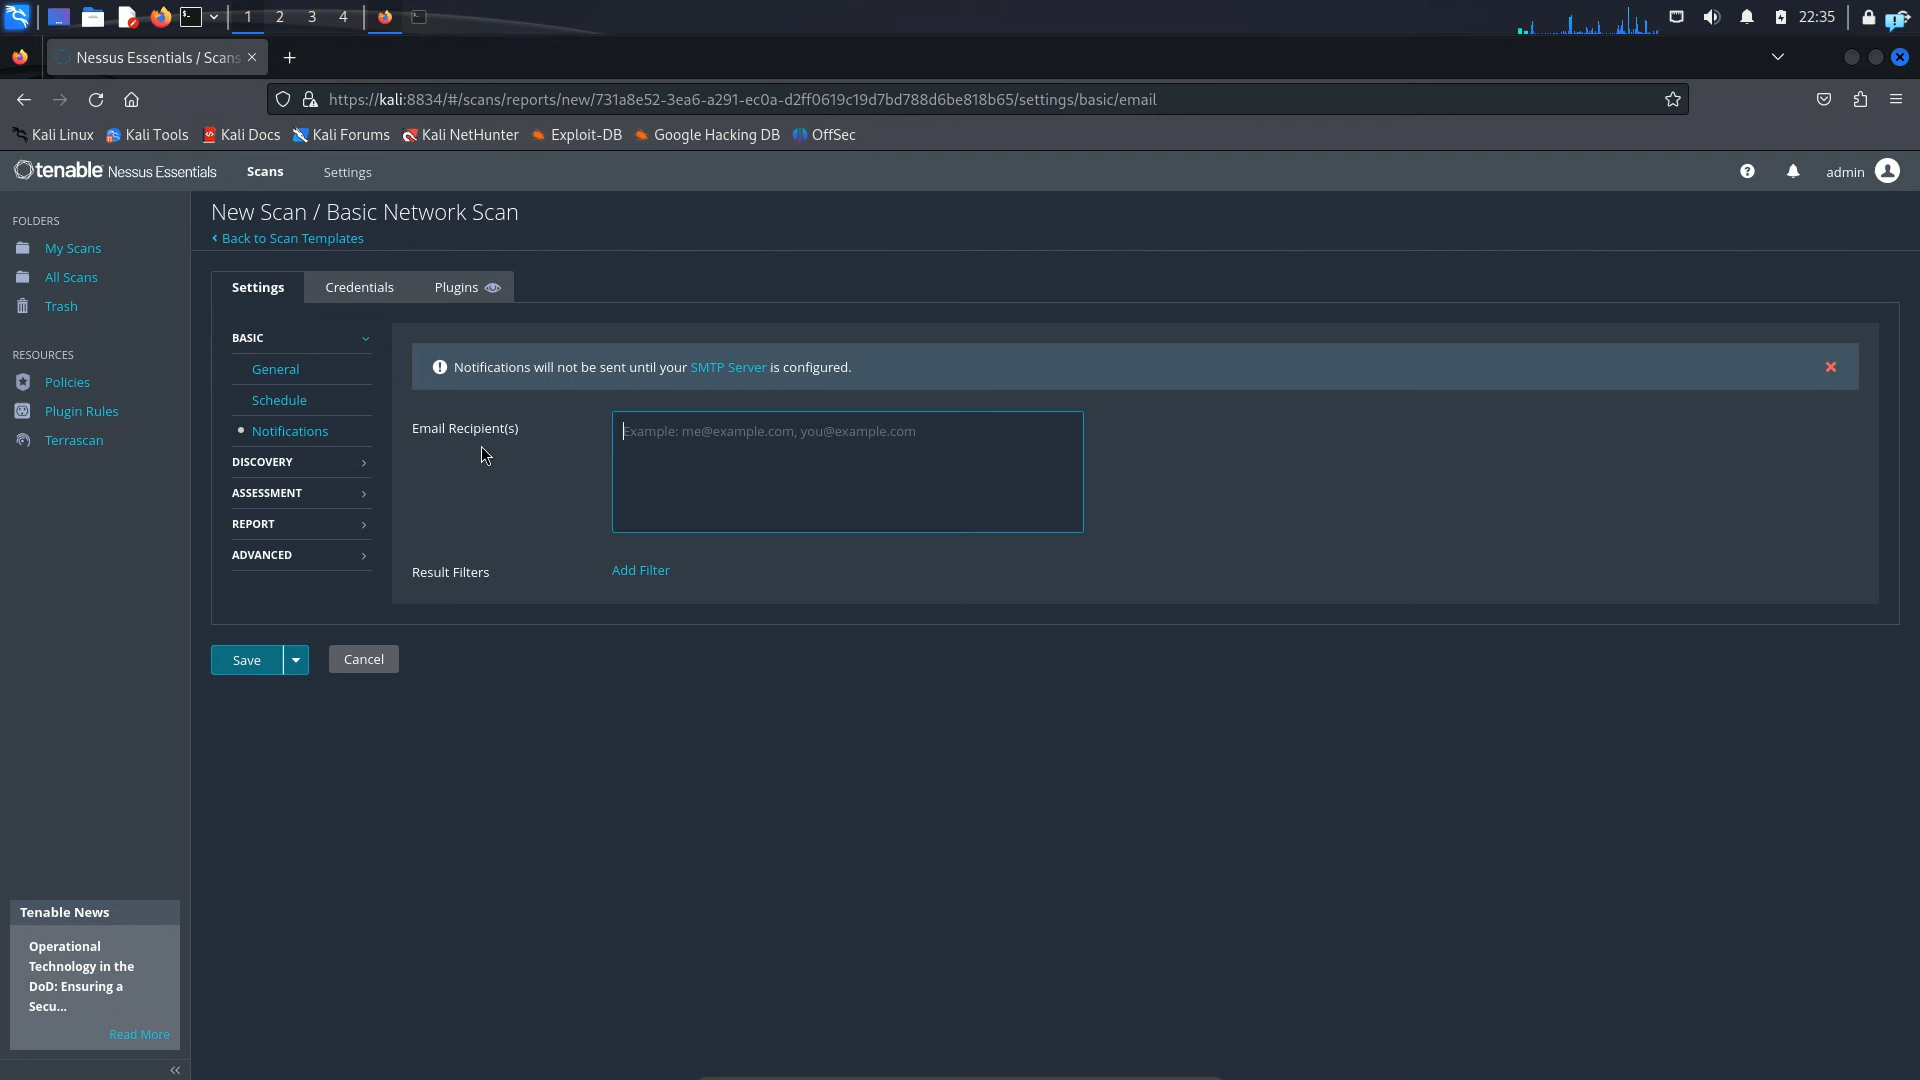 1 2 3 4 22:35
Nessus Essentials / Scans
https://kali:8834/#/scans/reports/new/731a8e52-3ea6-a291-ec0a-d2ff0619c19d7bd788d6be818b65/settings/basic/email
Kali Linux Kali Tools Kali Docs Kali Forums Kali NetHunter Exploit-DB Google Hacking DB OffSec
tenable Nessus Essentials Scans Settings admin
FOLDERS
My Scans
All Scans
Trash
RESOURCES
Policies
Plugin Rules
Terrascan
New Scan / Basic Network Scan
Back to Scan Templates
Settings Credentials Plugins
BASIC
General
Schedule
Notifications
DISCOVERY
ASSESSMENT
REPORT
ADVANCED
Notifications will not be sent until your SMTP Server is configured.
Email Recipient(s)
Example: me@example.com, you@example.com
Result Filters Add Filter
Save Cancel
Tenable News
Operational
Technology in the
DoD: Ensuring a
Secu...
Read More